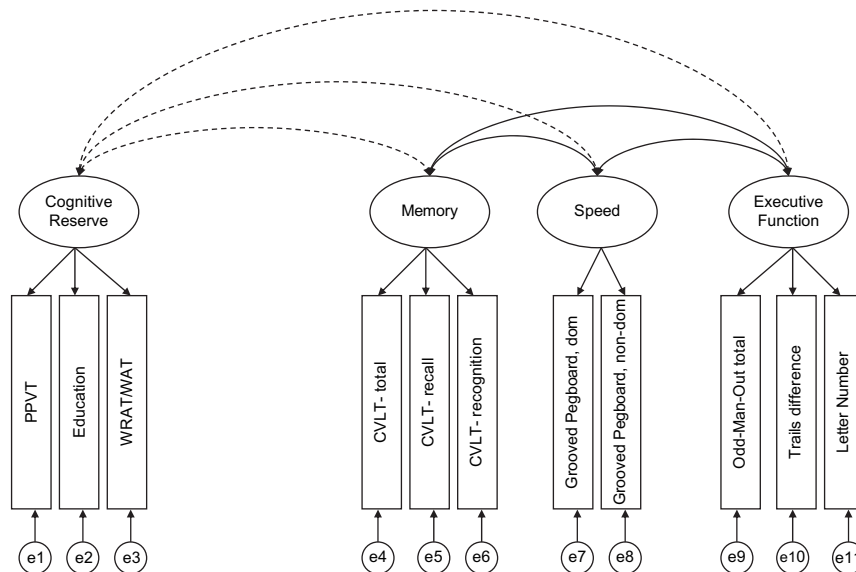 Cognitive
Reserve
Memory
Speed
Executive
Function
PPVT
Education
WRAT/WAT
CVLT- total
CVLT- recall
CVLT- recognition
Grooved Pegboard, dom
Grooved Pegboard, non-dom
Odd-Man-Out total
Trails difference
Letter Number
e1
e2
e3
e4
e5
e6
e7
e8
e9
e10
e11